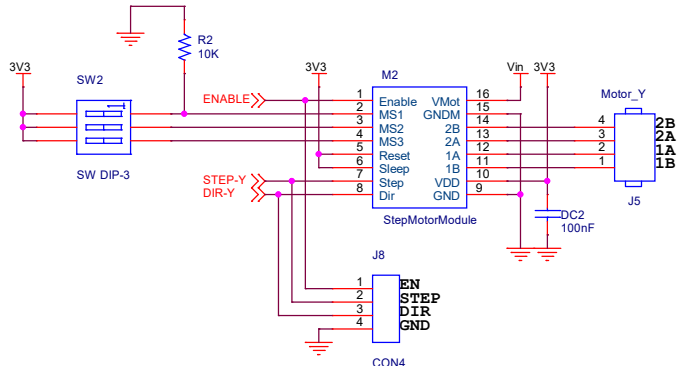 R2
10K
3V3
3V3
Vin
3V3
SW2
M2
Motor_Y
ENABLE
1 Enable VMot 16
2 MS1 GNDM 15
3 MS2 2B 14 4 2B
4 MS3 2A 13 3 2A
5 Reset 1A 12 2 1A
6 Sleep 1B 11 1 1B
STEP-Y 7 Step VDD 10
DIR-Y 8 Dir GND 9
SW DIP-3
StepMotorModule
J5
DC2
100nF
J8
1 EN
2 STEP
3 DIR
4 GND
CON4